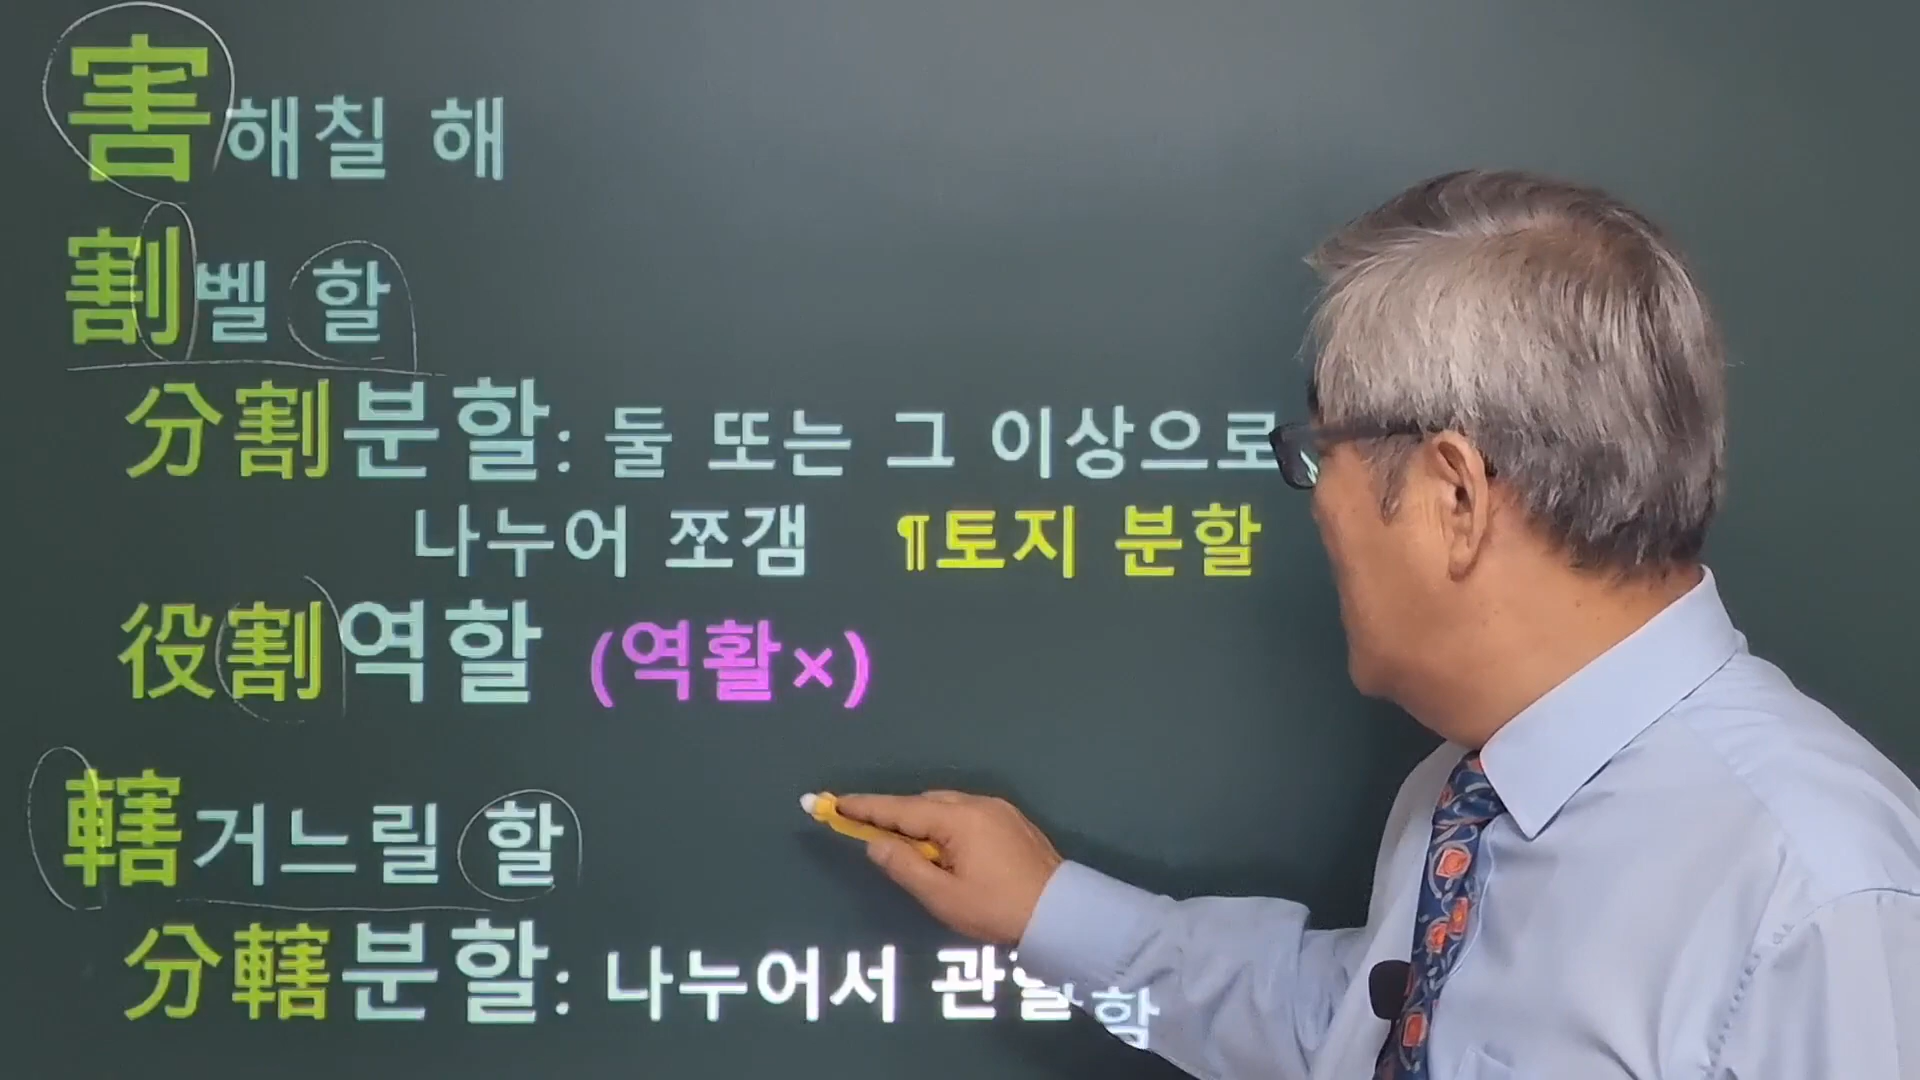 害 해칠 해
割 벨 할
分割 분할: 둘 또는 그 이상으로
나누어 쪼갬 ¶토지 분할
役割 역할 (역활×)
轄 거느릴 할
分轄 분할: 나누어서 관할함